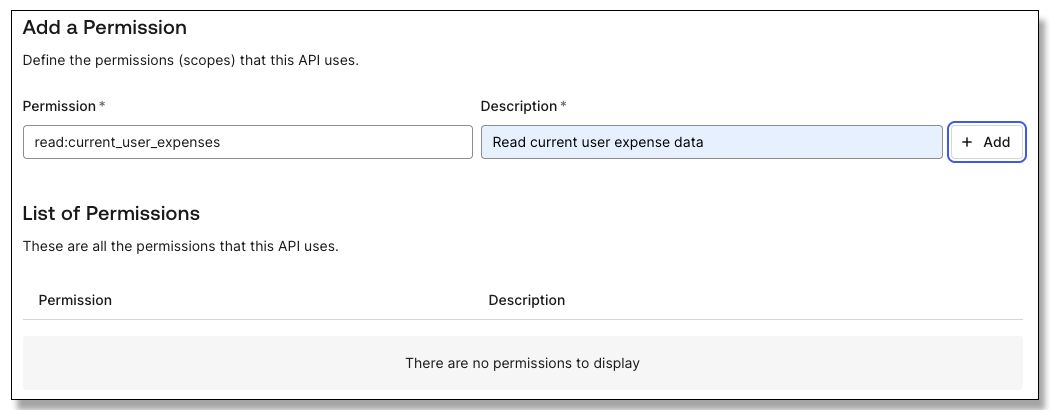 Add a Permission
Define the permissions (scopes) that this API uses.
Permission * Description *
read:current_user_expenses Read current user expense data + Add
List of Permissions
These are all the permissions that this API uses.
Permission Description
There are no permissions to display